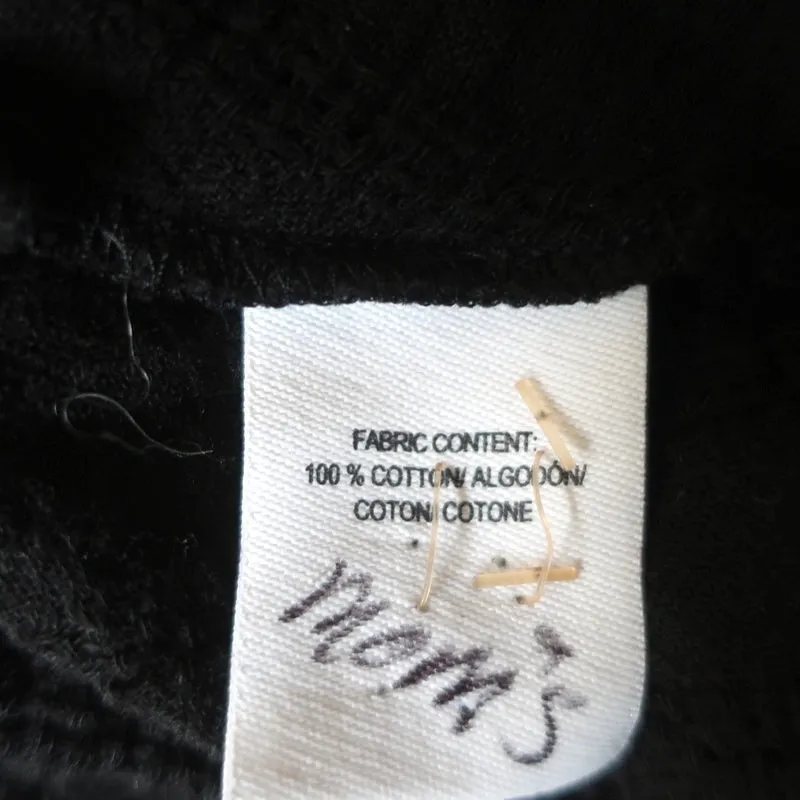 FABRIC CONTENT:
100 % COTTON/ ALGODÓN/
COTON/ COTONE
mom's